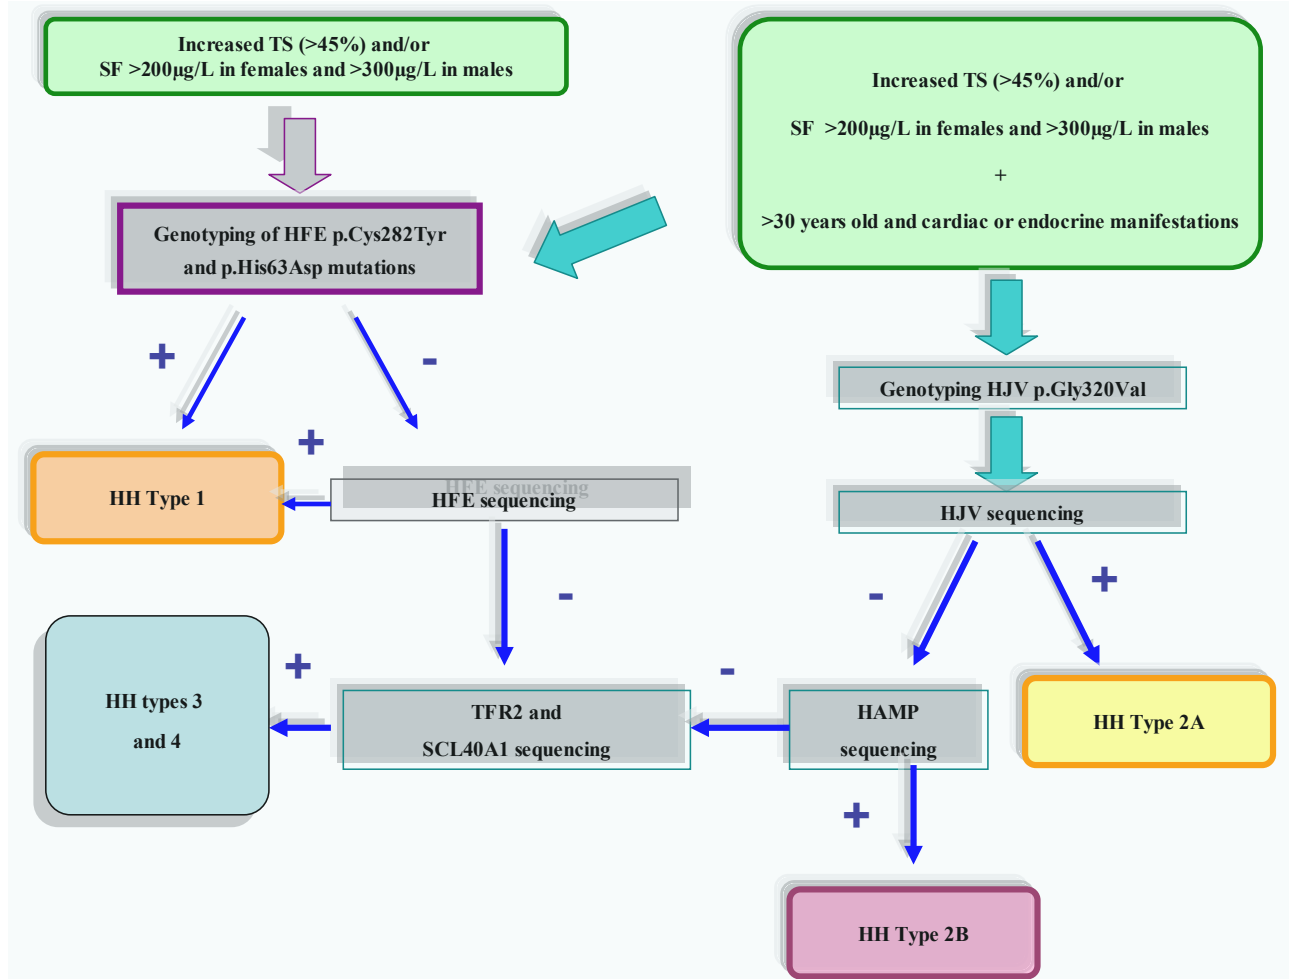 Increased TS (>45%) and/or
SF >200µg/L in females and >300µg/L in males
Increased TS (>45%) and/or
SF >200µg/L in females and >300µg/L in males
+
>30 years old and cardiac or endocrine manifestations
Genotyping of HFE p.Cys282Tyr
and p.His63Asp mutations
+
-
Genotyping HJV p.Gly320Val
+
HH Type 1
HFE sequencing
HFE sequencing
HJV sequencing
-
-
+
HH types 3
and 4
+
TFR2 and
SCL40A1 sequencing
-
HAMP
sequencing
HH Type 2A
+
HH Type 2B